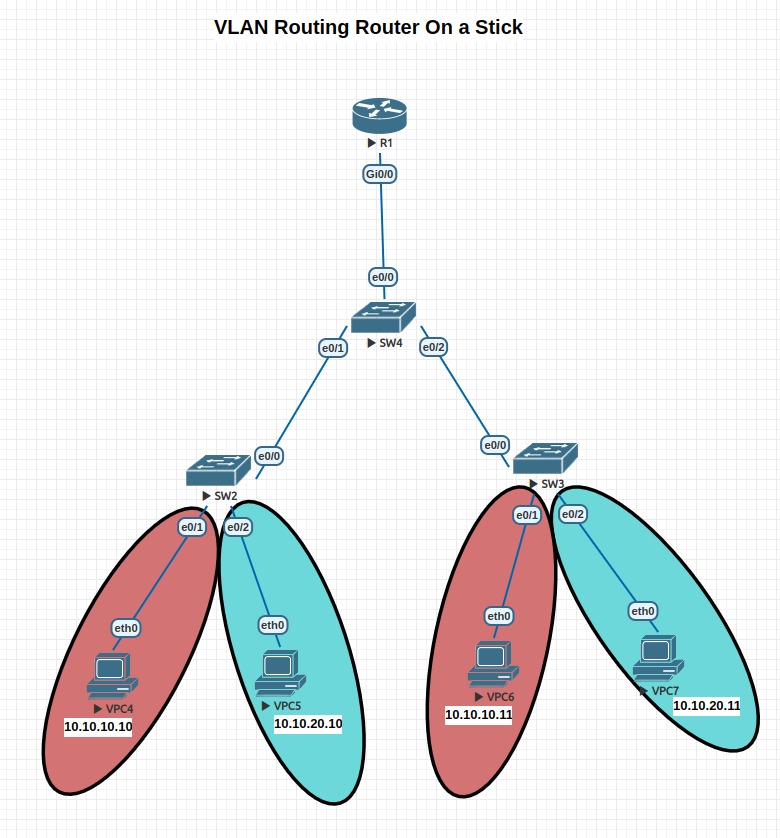 VLAN Routing Router On a Stick
R1
Gi0/0
e0/0
SW4
e0/1
e0/2
e0/0
e0/0
SW2
SW3
e0/1
e0/2
e0/1
e0/2
eth0
eth0
eth0
eth0
VPC4
VPC5
VPC6
VPC7
10.10.10.10
10.10.20.10
10.10.10.11
10.10.20.11